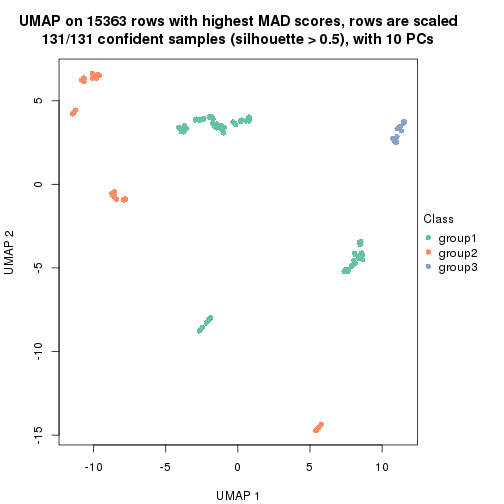 UMAP on 15363 rows with highest MAD scores, rows are scaled
131/131 confident samples (silhouette > 0.5), with 10 PCs
5
0
-5
-10
-15
UMAP 2
-10
-5
0
5
10
UMAP 1
Class
group1
group2
group3